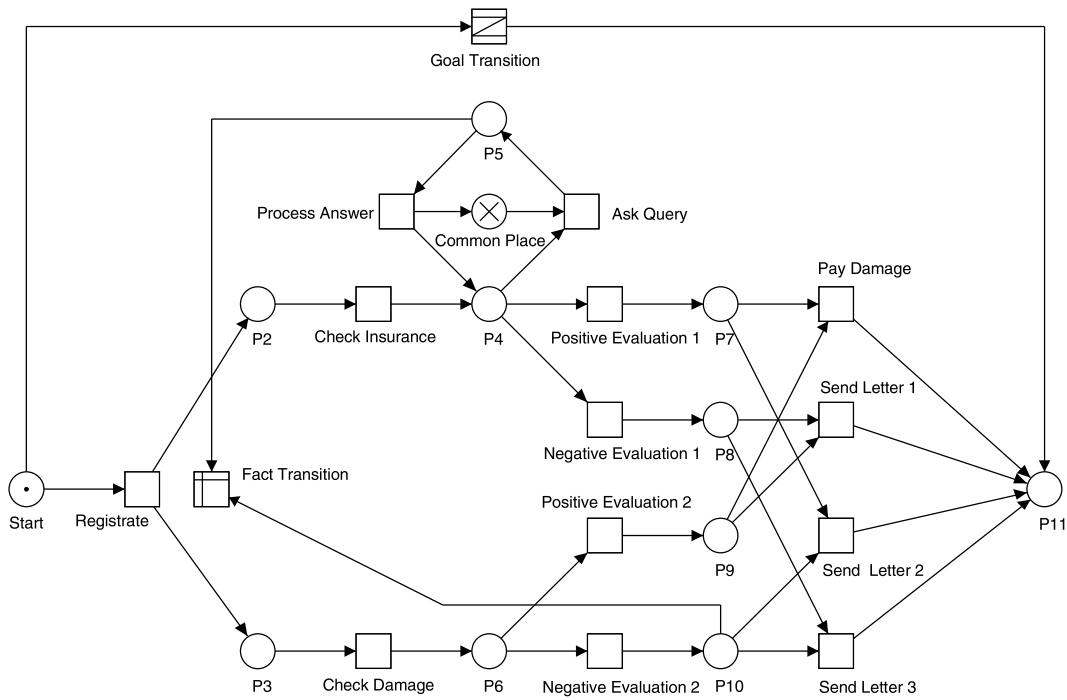 Goal Transition
P5
Process Answer
Ask Query
Common Place
Pay Damage
P2
Check Insurance
P4
Positive Evaluation 1
P7
Send Letter 1
Negative Evaluation 1
P8
Fact Transition
Start
Registrate
Positive Evaluation 2
P11
P9
Send Letter 2
P3
Check Damage
P6
Negative Evaluation 2
P10
Send Letter 3